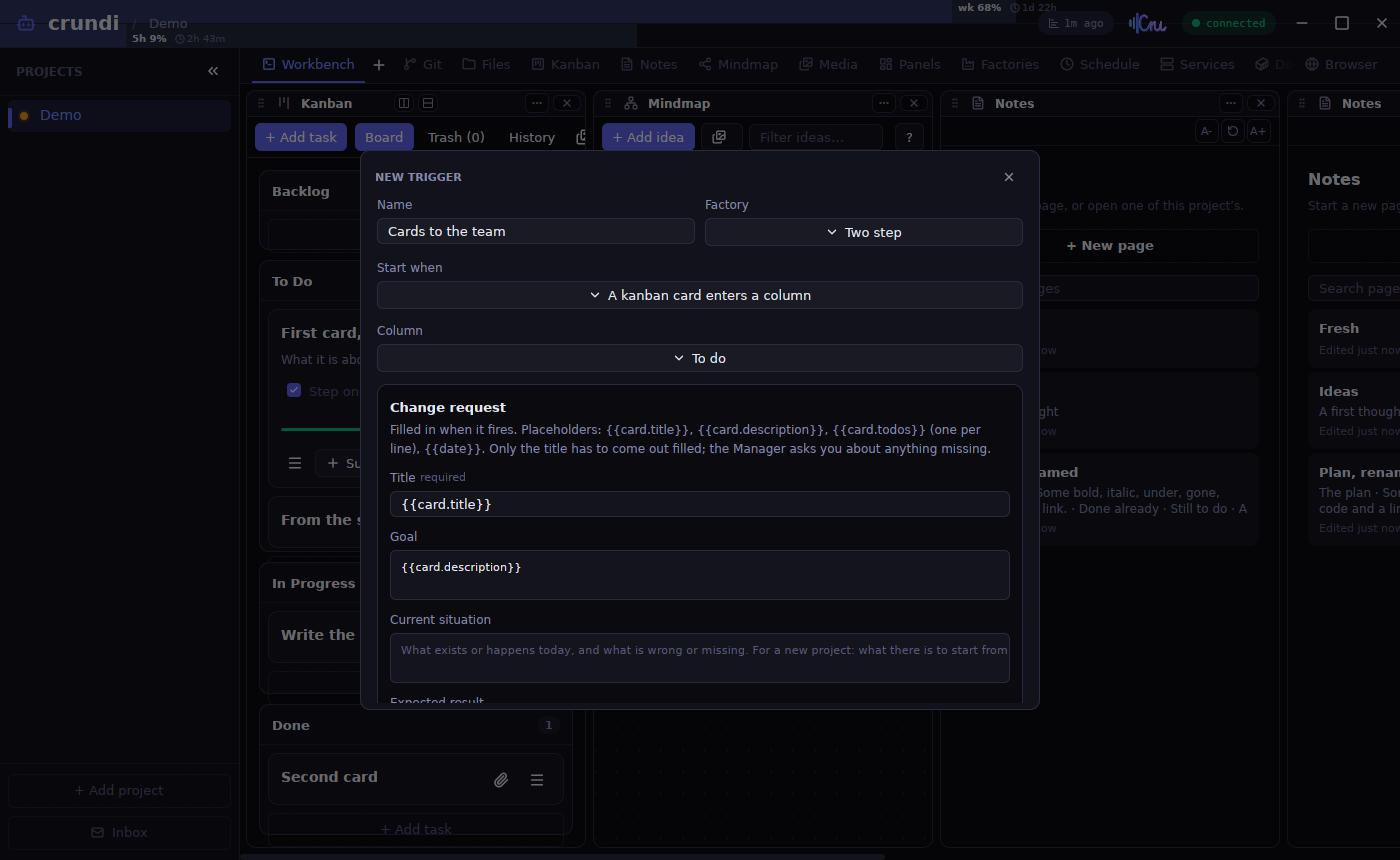 wk 68% 1d 22h
crundi / Demo
1m ago
Cru
connected
5h 9% 2h 43m
PROJECTS
Workbench
Git
Files
Kanban
Notes
Mindmap
Media
Panels
Factories
Schedule
Services
Browser
Demo
Kanban
Mindmap
Notes
Notes
+ Add task
Board
Trash (0)
History
+ Add idea
Filter ideas...
?
A-
A+
NEW TRIGGER
Name
Factory
Cards to the team
Two step
Start when
A kanban card enters a column
Column
To do
Change request
Filled in when it fires. Placeholders: {{card.title}}, {{card.description}}, {{card.todos}} (one per
line), {{date}}. Only the title has to come out filled; the Manager asks you about anything missing.
Title required
{{card.title}}
Goal
{{card.description}}
Current situation
What exists or happens today, and what is wrong or missing. For a new project: what there is to start from
Expected result
Backlog
To Do
First card,
What it is abo
Step on
+ Su
From the s
In Progress
Write the
Done 1
Second card
+ Add task
page, or open one of this project's.
+ New page
ges
ow
ght
ow
amed
Some bold, italic, under, gone,
link. · Done already · Still to do · A
ow
Notes
Start a new pag
Search page
Fresh
Edited just now
Ideas
A first though
Edited just now
Plan, renam
The plan · Sor
code and a lin
Edited just now
+ Add project
Inbox